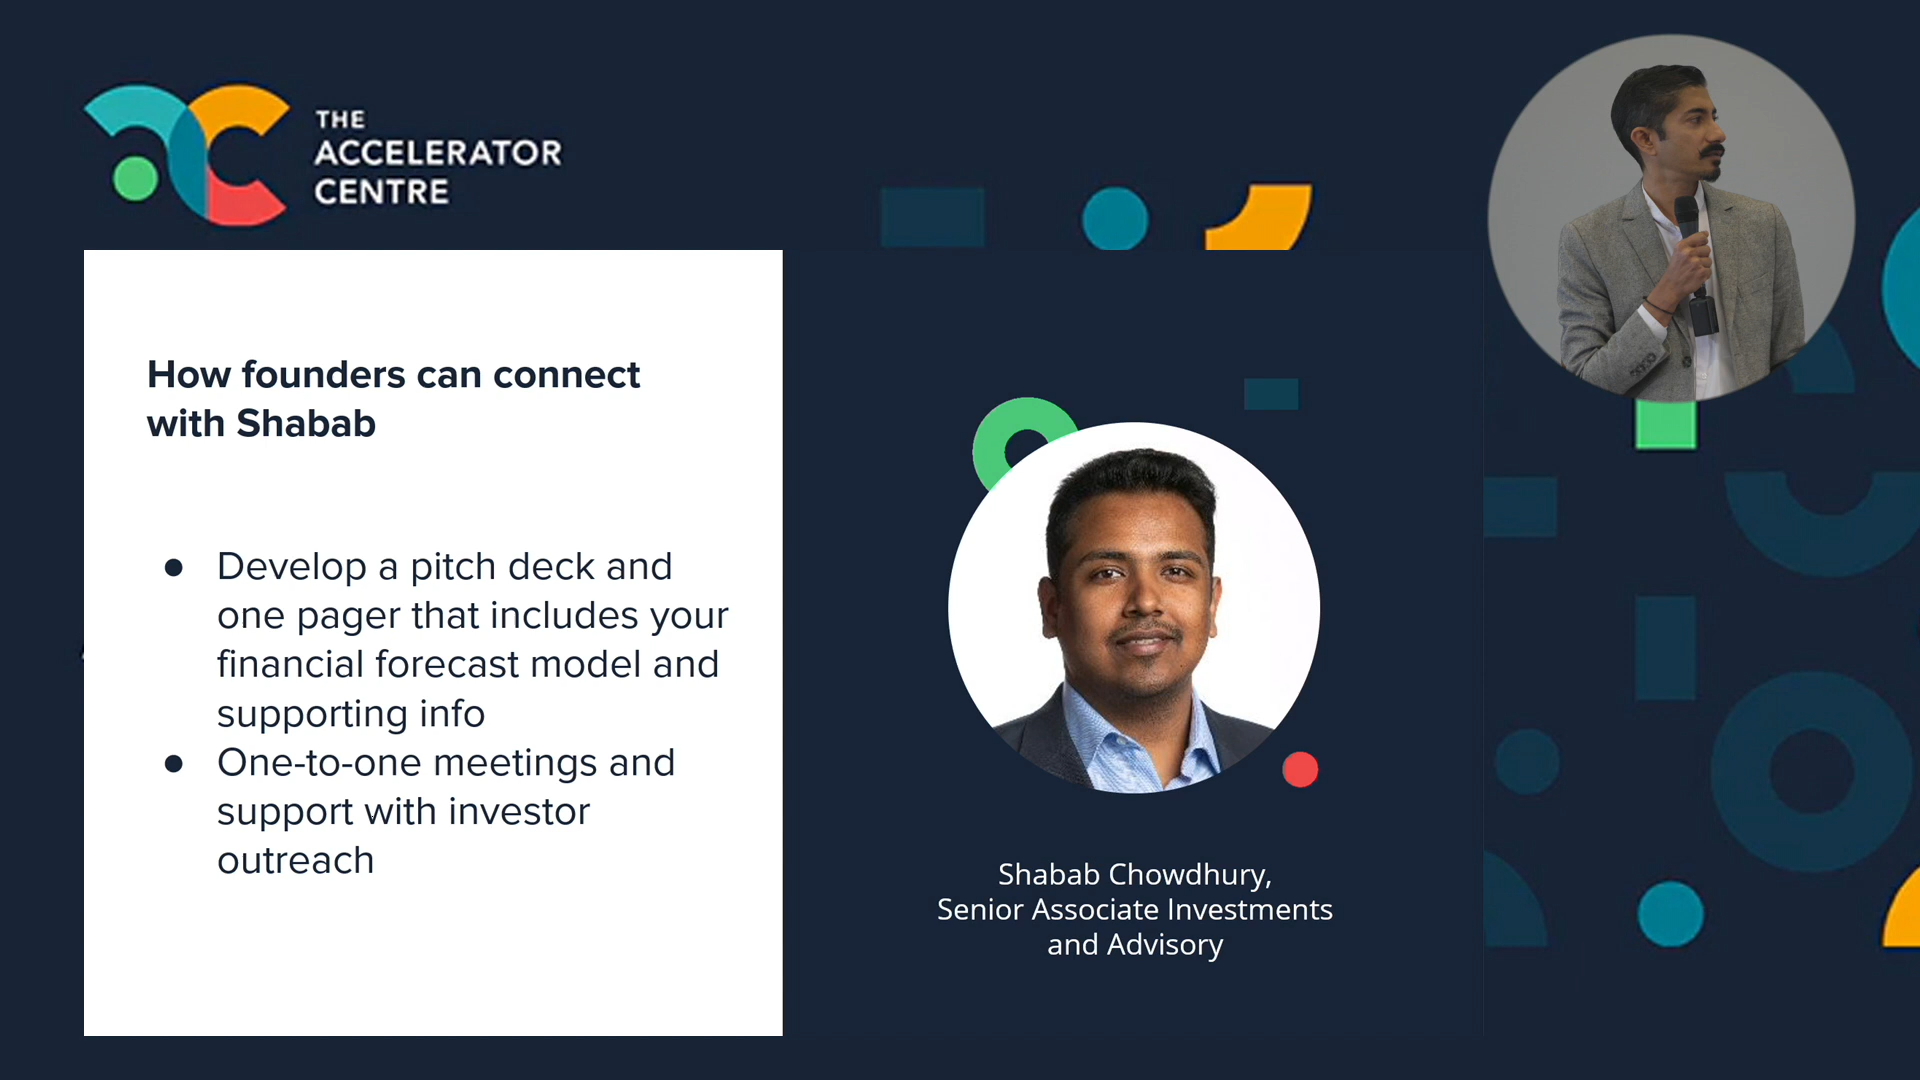 THE
ACCELERATOR
CENTRE
How founders can connect
with Shabab
● Develop a pitch deck and
one pager that includes your
financial forecast model and
supporting info
● One-to-one meetings and
support with investor
outreach
Shabab Chowdhury,
Senior Associate Investments
and Advisory